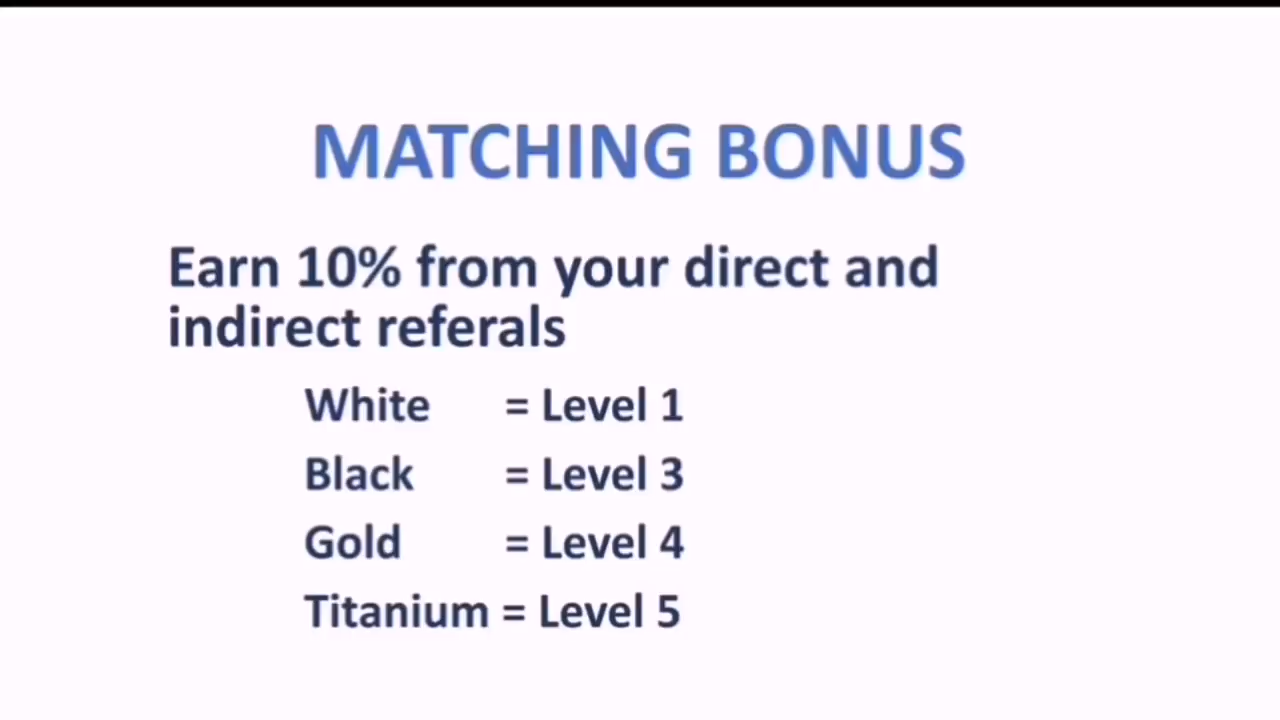 MATCHING BONUS
Earn 10% from your direct and
indirect referals
White = Level 1
Black = Level 3
Gold = Level 4
Titanium = Level 5